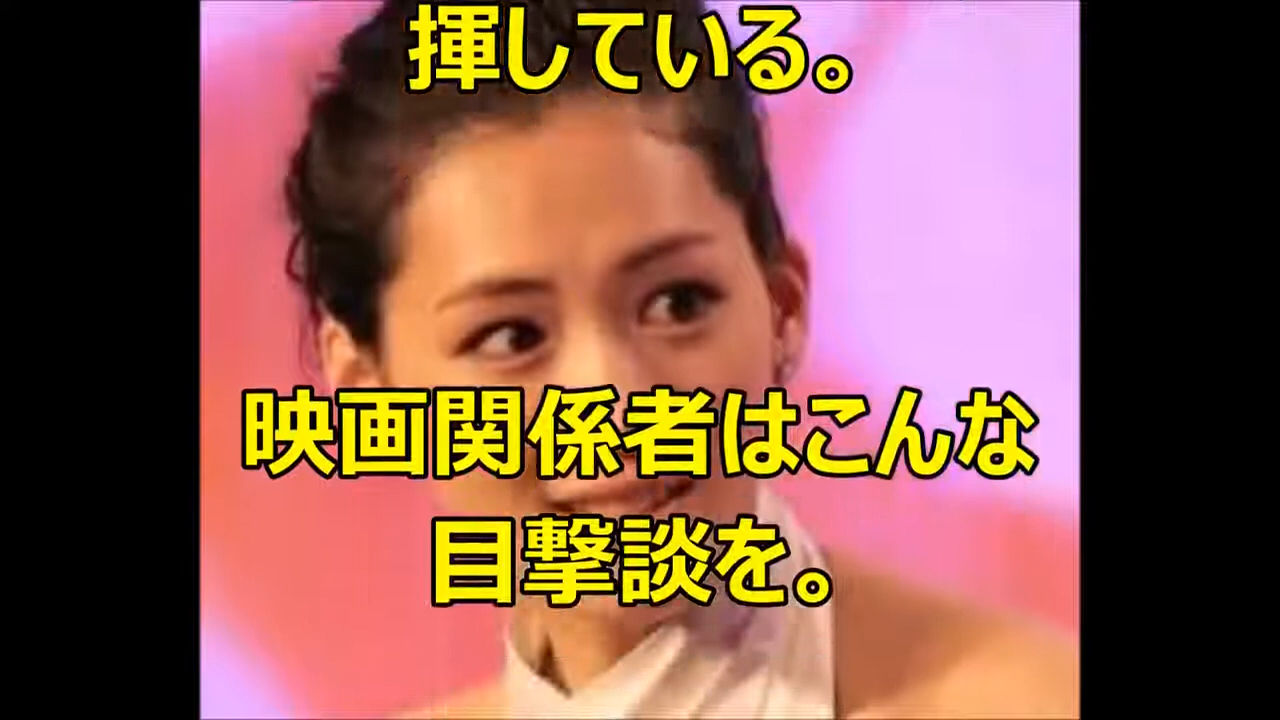 揮している。
映画関係者はこんな
目撃談を。